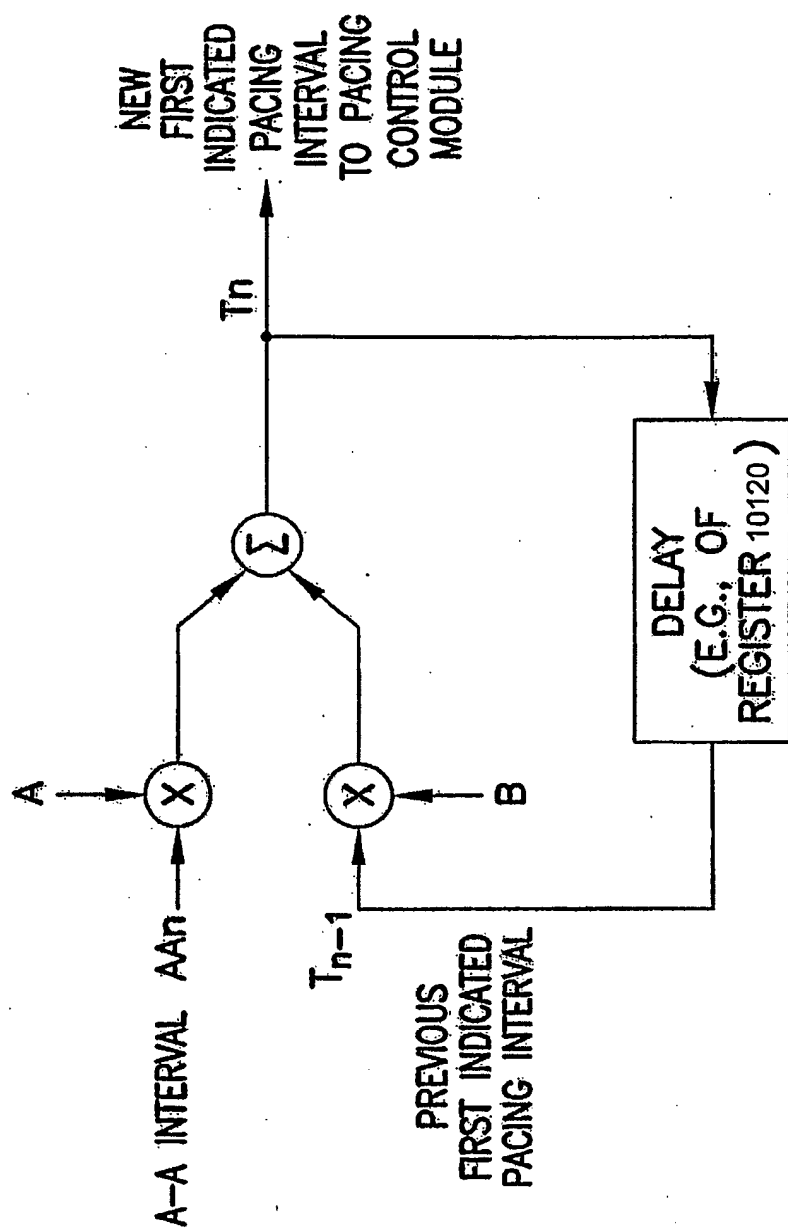 A-A INTERVAL AAn
A
X
Σ
Tn
NEW
FIRST
INDICATED
PACING
INTERVAL
TO PACING
CONTROL
MODULE
Tn-1
X
B
PREVIOUS
FIRST INDICATED
PACING INTERVAL
DELAY
(E.G., OF
REGISTER 10120)